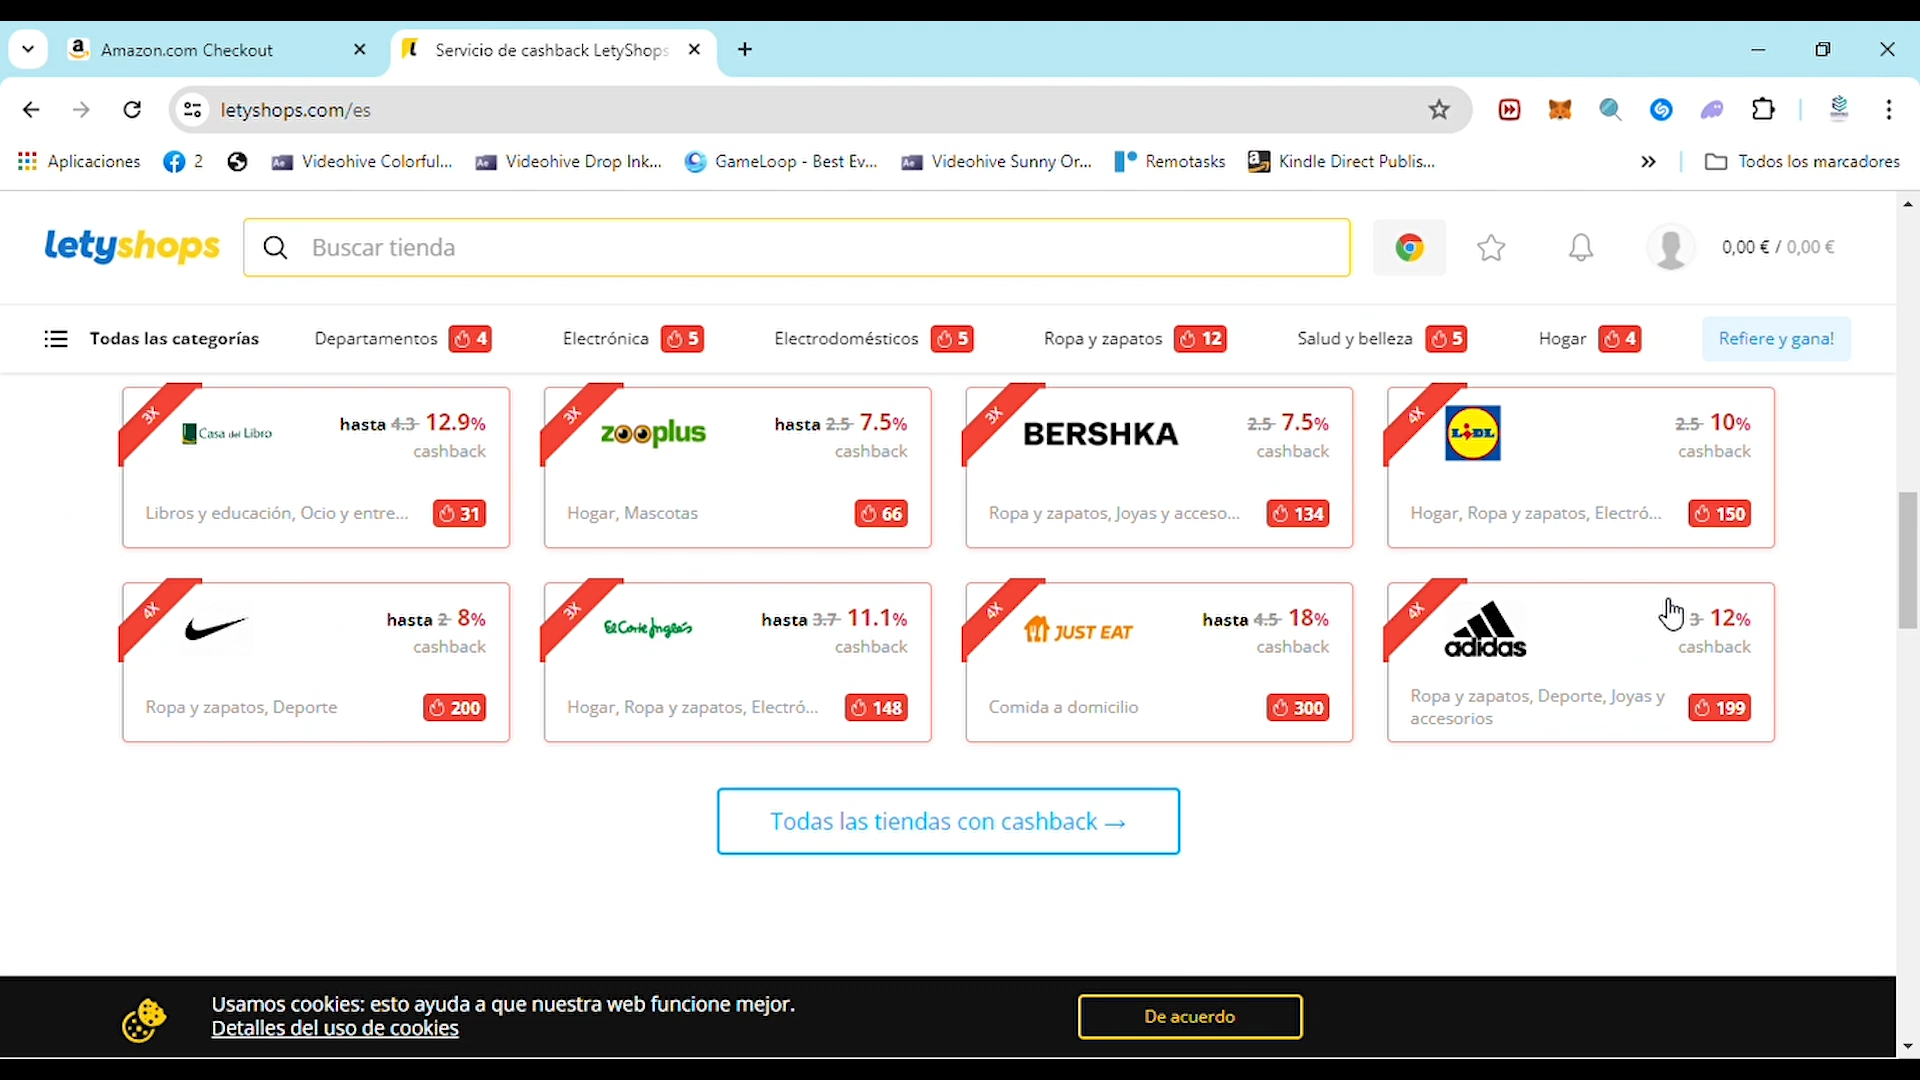 Amazon.com Checkout
Servicio de cashback LetyShops
letyshops.com/es
Aplicaciones
2
Videohive Colorful...
Videohive Drop Ink...
GameLoop - Best Ev...
Videohive Sunny Or...
Remotasks
Kindle Direct Publis...
Todos los marcadores
letyshops
Buscar tienda
0,00 € / 0,00 €
Todas las categorías
Departamentos 4
Electrónica 5
Electrodomésticos 5
Ropa y zapatos 12
Salud y belleza 5
Hogar 4
Refiere y gana!
3X
Casa del Libro
hasta 4.3 12.9%
cashback
Libros y educación, Ocio y entre...
31
3X
zooplus
hasta 2.5 7.5%
cashback
Hogar, Mascotas
66
3X
BERSHKA
2.5 7.5%
cashback
Ropa y zapatos, Joyas y acceso...
134
4X
LIDL
2.5 10%
cashback
Hogar, Ropa y zapatos, Electró...
150
4X
hasta 2 8%
cashback
Ropa y zapatos, Deporte
200
3X
El Corte Inglés
hasta 3.7 11.1%
cashback
Hogar, Ropa y zapatos, Electró...
148
4X
JUST EAT
hasta 4.5 18%
cashback
Comida a domicilio
300
4X
adidas
3 12%
cashback
Ropa y zapatos, Deporte, Joyas y
accesorios
199
Todas las tiendas con cashback →
Usamos cookies: esto ayuda a que nuestra web funcione mejor.
Detalles del uso de cookies
De acuerdo